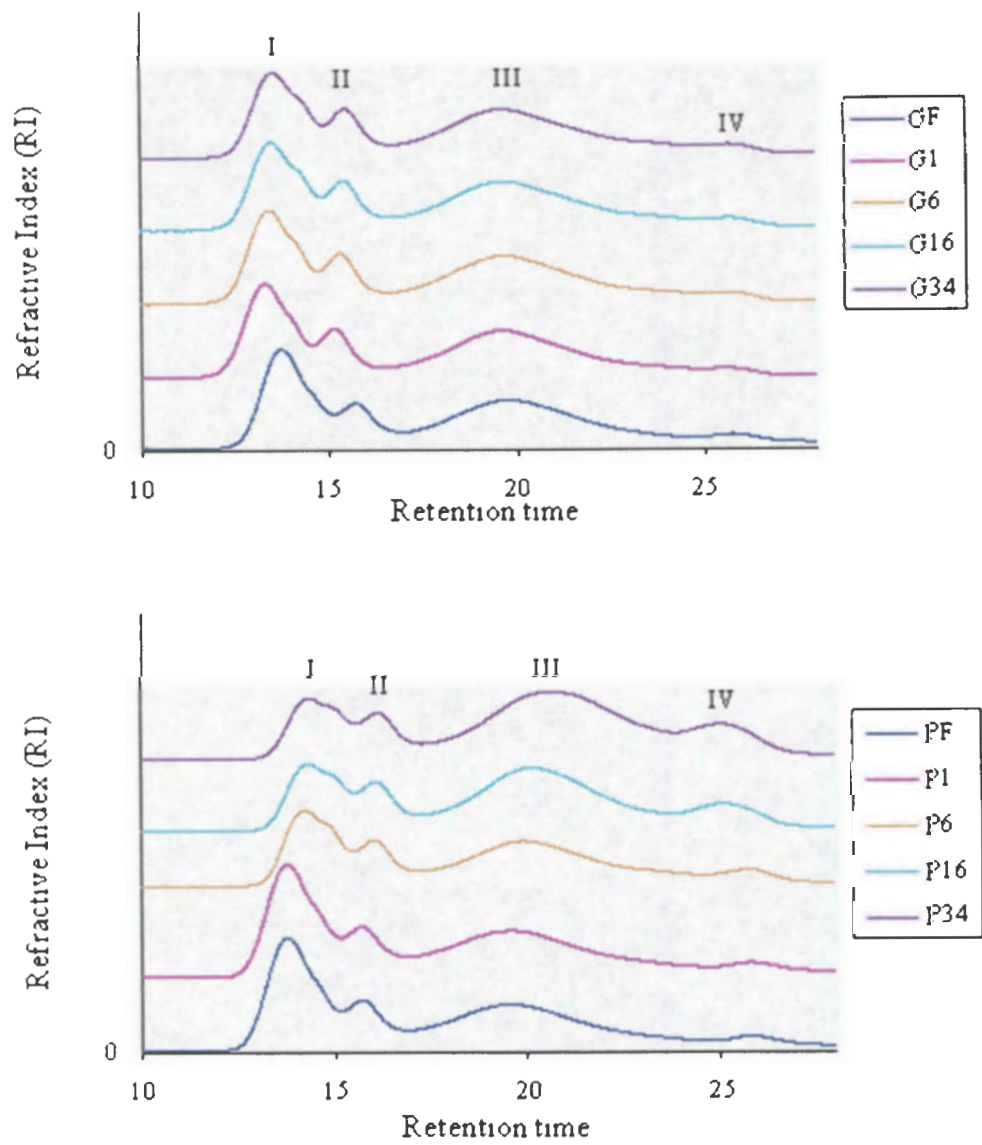 I
II
III
IV
Refractive Index (RI)
0
10
15
20
25
Retention time
GF
G1
G6
G16
G34
I
II
III
IV
Refractive Index (RI)
0
10
15
20
25
Retention time
PF
P1
P6
P16
P34